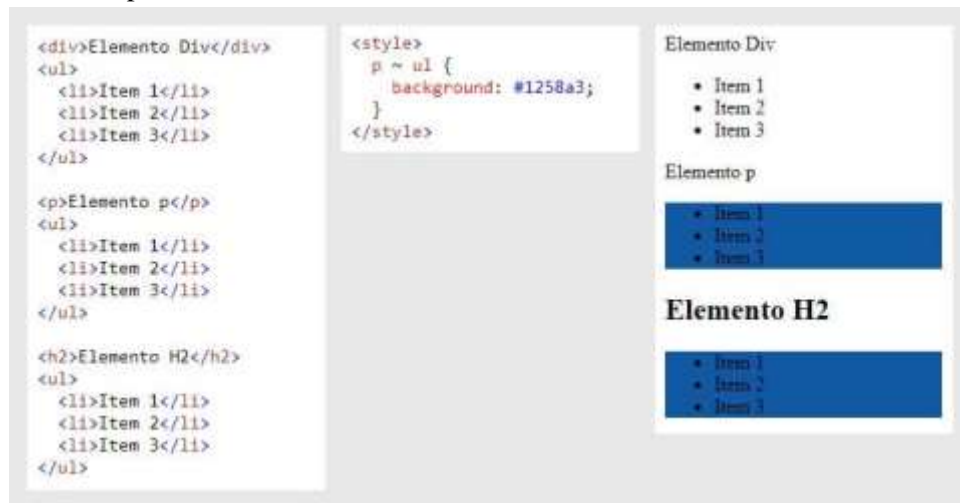 <div>Elemento Div</div>
<ul>
<li>Item 1</li>
<li>Item 2</li>
<li>Item 3</li>
</ul>
<p>Elemento p</p>
<ul>
<li>Item 1</li>
<li>Item 2</li>
<li>Item 3</li>
</ul>
<h2>Elemento H2</h2>
<ul>
<li>Item 1</li>
<li>Item 2</li>
<li>Item 3</li>
</ul>
<style>
p ~ ul {
background: #1258a3;
}
</style>
Elemento Div
• Item 1
• Item 2
• Item 3
Elemento p
• Item 1
• Item 2
• Item 3
Elemento H2
• Item 1
• Item 2
• Item 3